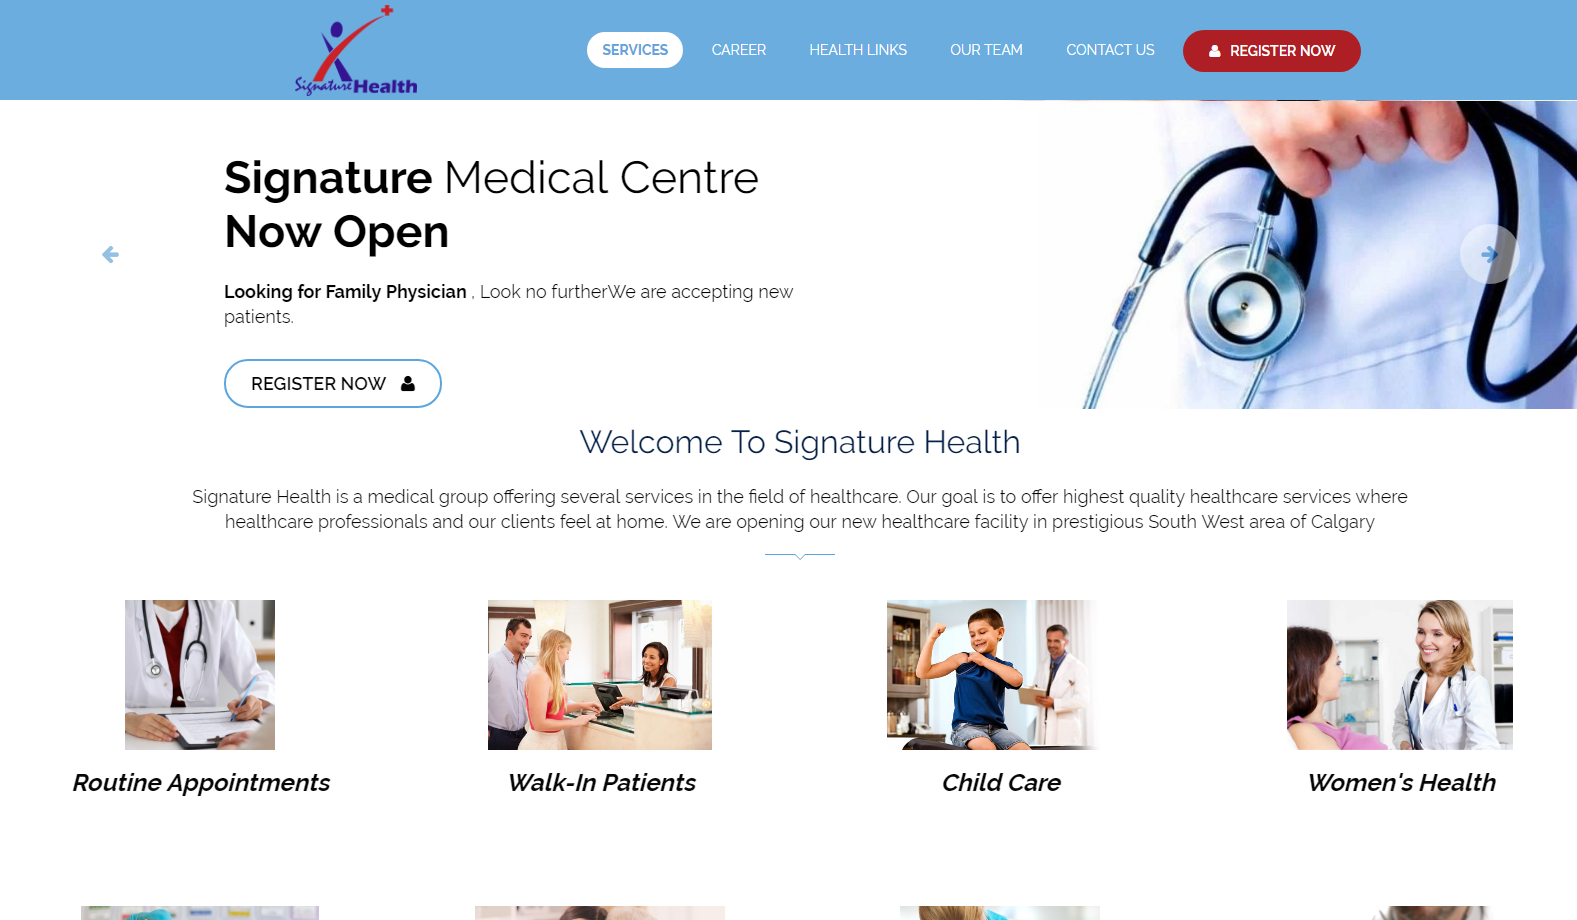 Signature Health
SERVICES
CAREER
HEALTH LINKS
OUR TEAM
CONTACT US
REGISTER NOW
Signature Medical Centre
Now Open
Looking for Family Physician , Look no furtherWe are accepting new
patients.
REGISTER NOW
Welcome To Signature Health
Signature Health is a medical group offering several services in the field of healthcare. Our goal is to offer highest quality healthcare services where
healthcare professionals and our clients feel at home. We are opening our new healthcare facility in prestigious South West area of Calgary
Routine Appointments
Walk-In Patients
Child Care
Women's Health